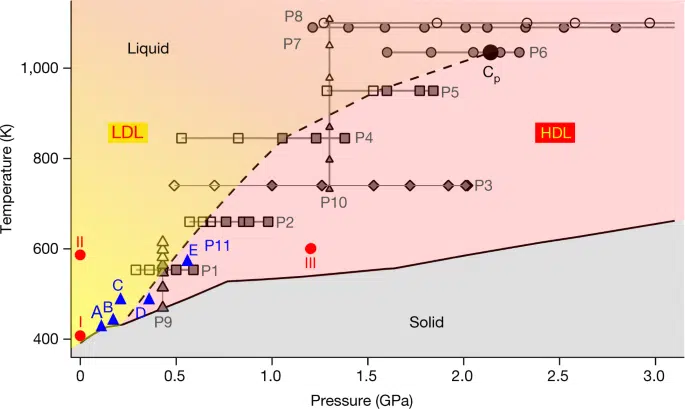 P8
Liquid
P7
P6
Cp
1,000
P5
LDL
HDL
P4
800
P3
P10
P2
II
E P11
600
III
P1
C
A B
D
I
P9
Solid
400
0 0.5 1.0 1.5 2.0 2.5 3.0
Pressure (GPa)
Temperature (K)